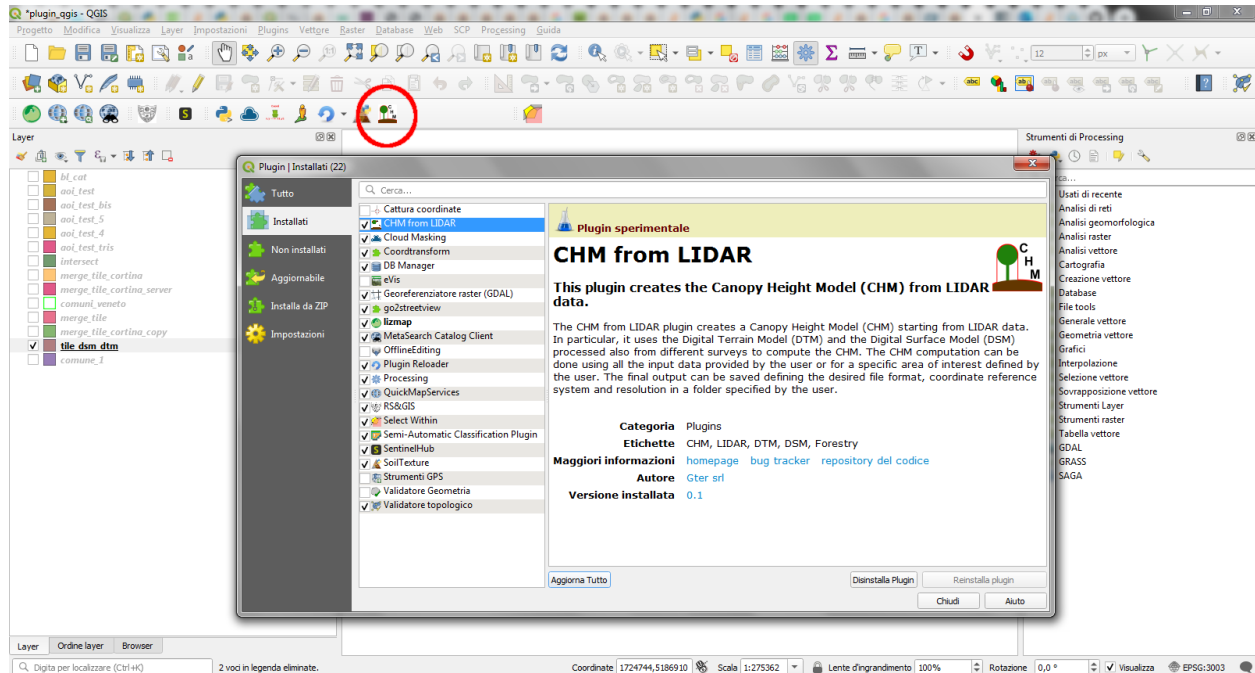 *plugin_qgis - QGIS
Progetto Modifica Visualizza Layer Impostazioni Plugins Vettore Raster Database Web SCP Processing Guida
12 px
abc
S
C H M
Layer
Strumenti di Processing
bl_cat
aoi_test
aoi_test_bis
aoi_test_5
aoi_test_4
aoi_test_tris
intersect
merge_tile_cortina
merge_tile_cortina_server
comuni_veneto
merge_tile
merge_tile_cortina_copy
tile_dsm_dtm
comune_1
Plugin | Installati (22)
Tutto
Installati
Non installati
Aggiornabile
Installa da ZIP
Impostazioni
Cerca...
Cattura coordinate
CHM from LIDAR
Cloud Masking
Coordtransform
DB Manager
eVis
Georeferenziatore raster (GDAL)
go2streetview
lizmap
MetaSearch Catalog Client
OfflineEditing
Plugin Reloader
Processing
QuickMapServices
RS&GIS
Select Within
Semi-Automatic Classification Plugin
SentinelHub
SoilTexture
Strumenti GPS
Validatore Geometria
Validatore topologico
Plugin sperimentale
CHM from LIDAR
C
H
M
This plugin creates the Canopy Height Model (CHM) from LIDAR
data.
The CHM from LIDAR plugin creates a Canopy Height Model (CHM) starting from LIDAR data.
In particular, it uses the Digital Terrain Model (DTM) and the Digital Surface Model (DSM)
processed also from different surveys to compute the CHM. The CHM computation can be
done using all the input data provided by the user or for a specific area of interest defined by
the user. The final output can be saved defining the desired file format, coordinate reference
system and resolution in a folder specified by the user.
Categoria Plugins
Etichette CHM, LIDAR, DTM, DSM, Forestry
Maggiori informazioni homepage bug tracker repository del codice
Autore Gter srl
Versione installata 0.1
Aggiorna Tutto Disinstalla Plugin Reinstalla plugin
Chiudi Aiuto
Usati di recente
Analisi di reti
Analisi geomorfologica
Analisi raster
Analisi vettore
Cartografia
Creazione vettore
Database
File tools
Generale vettore
Geometria vettore
Grafici
Interpolazione
Selezione vettore
Sovrapposizione vettore
Strumenti Layer
Strumenti raster
Tabella vettore
GDAL
GRASS
SAGA
Layer Ordine layer Browser
Digita per localizzare (Ctrl+K) 2 voci in legenda eliminate. Coordinate 1724744,5186910 Scala 1:275362 Lente d'ingrandimento 100% Rotazione 0,0 ° Visualizza EPSG:3003